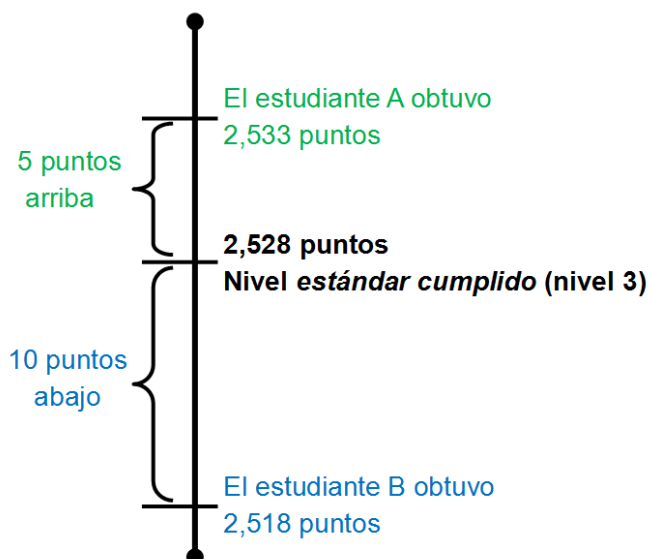 El estudiante A obtuvo
2,533 puntos
5 puntos
arriba
2,528 puntos
Nivel estándar cumplido (nivel 3)
10 puntos
abajo
El estudiante B obtuvo
2,518 puntos